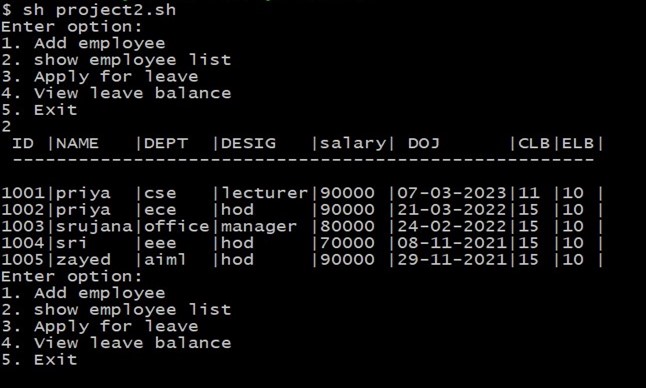 $ sh project2.sh
Enter option:
1. Add employee
2. show employee list
3. Apply for leave
4. View leave balance
5. Exit
2
 ID |NAME   |DEPT  |DESIG   |salary| DOJ      |CLB|ELB|
 ----------------------------------------------------
1001|priya  |cse   |lecturer|90000 |07-03-2023|11 |10 |
1002|priya  |ece   |hod     |90000 |21-03-2022|15 |10 |
1003|srujana|office|manager |80000 |24-02-2022|15 |10 |
1004|sri    |eee   |hod     |70000 |08-11-2021|15 |10 |
1005|zayed  |aiml  |hod     |90000 |29-11-2021|15 |10 |
Enter option:
1. Add employee
2. show employee list
3. Apply for leave
4. View leave balance
5. Exit